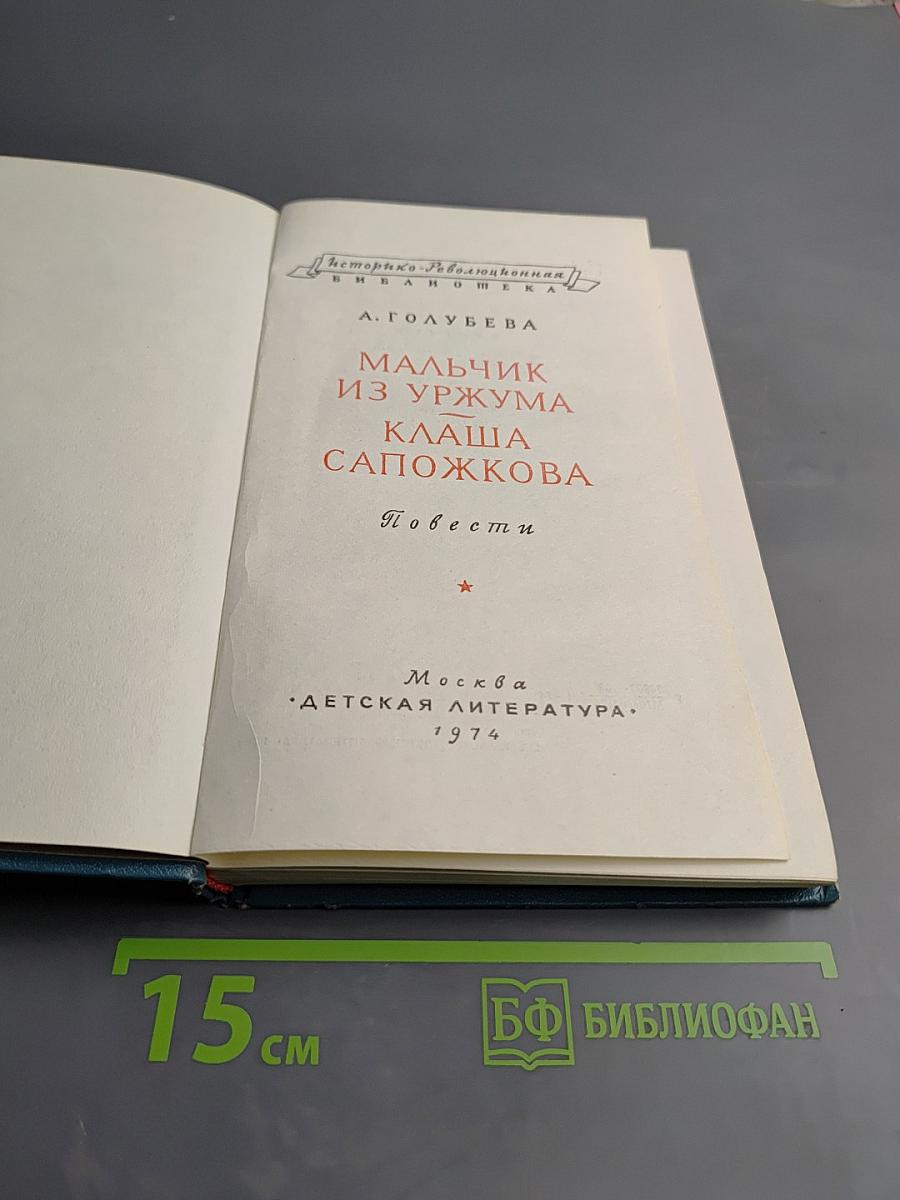 Историко-Революционная
БИБЛИОТЕКА
А. ГОЛУБЕВА
МАЛЬЧИК
ИЗ УРЖУМА
КЛАША
САПОЖКОВА
Повести
Москва
«ДЕТСКАЯ ЛИТЕРАТУРА»
1974
15 см
БФ БИБЛИОФАН